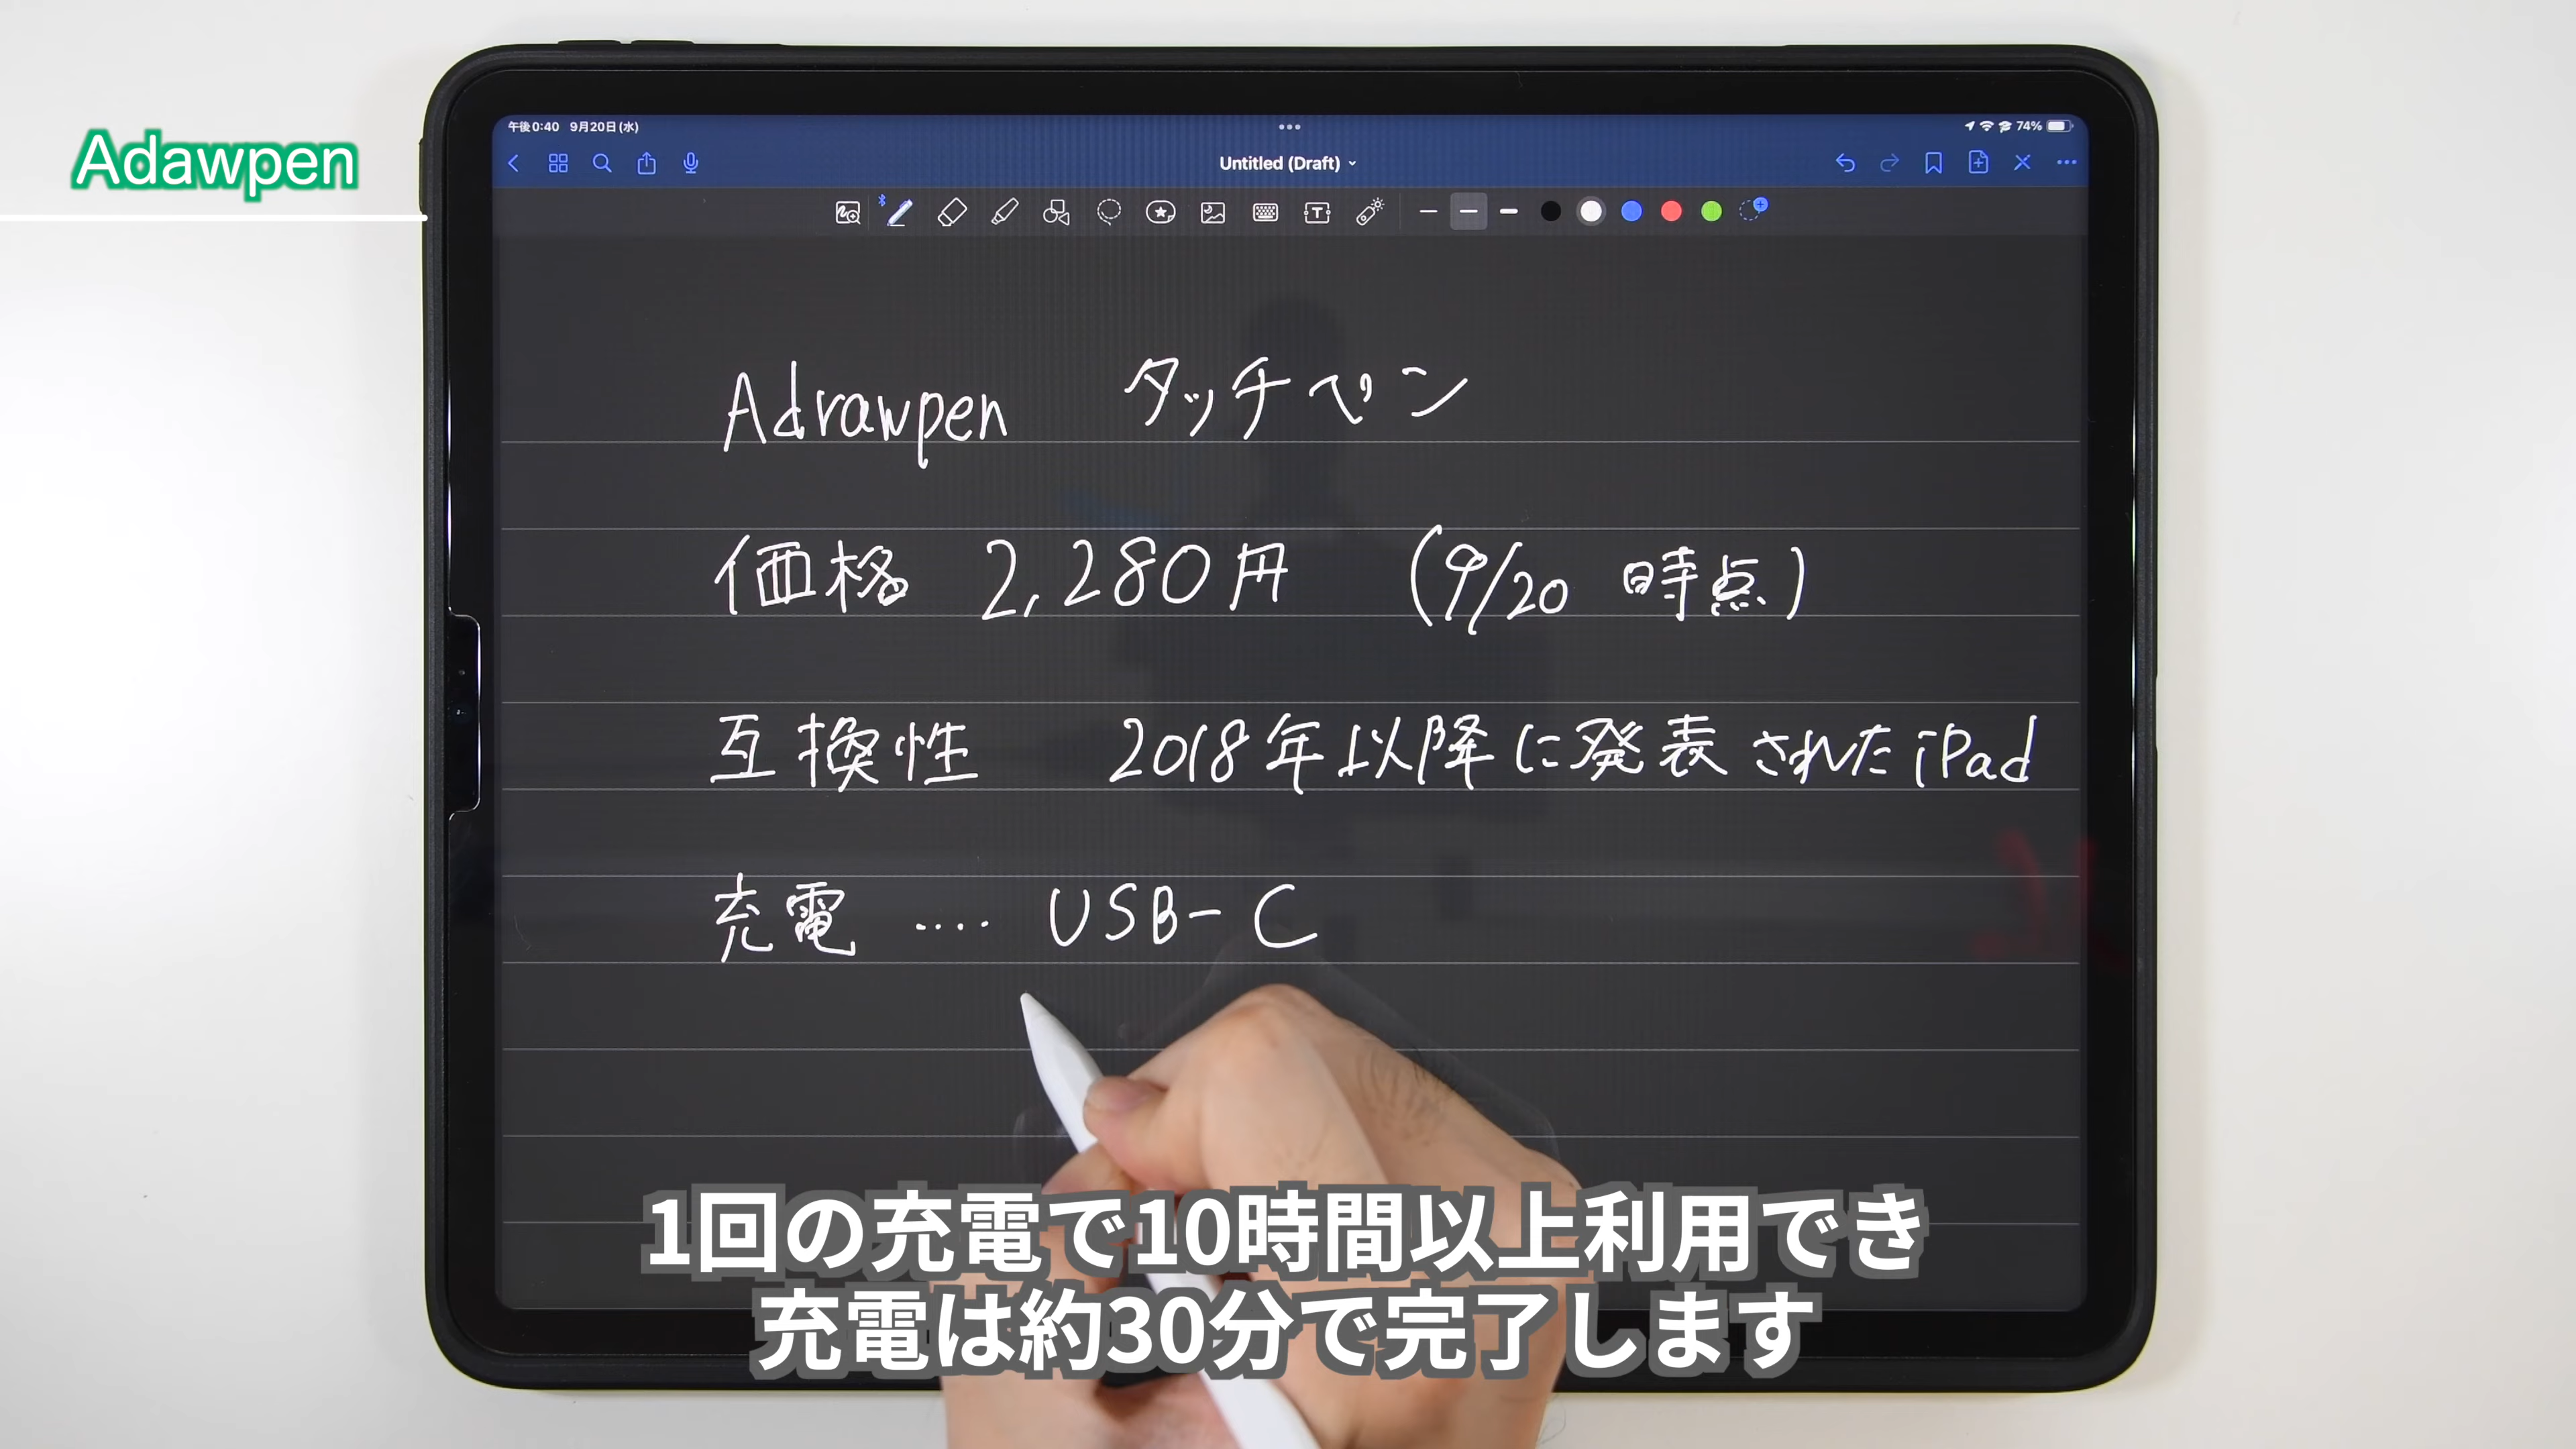 Adawpen
午後0:40 9月20日(水)
74%
Untitled (Draft)
Adrawpen タッチペン
価格 2,280円 (9/20 時点)
互換性 2018年以降に発表されたiPad
充電 .... USB-C
1回の充電で10時間以上利用でき
充電は約30分で完了します